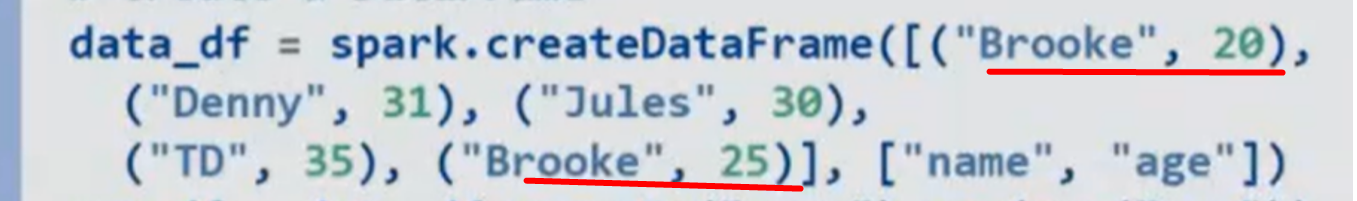 data_df = spark.createDataFrame([("Brooke", 20),
("Denny", 31), ("Jules", 30),
("TD", 35), ("Brooke", 25)], ["name", "age"])